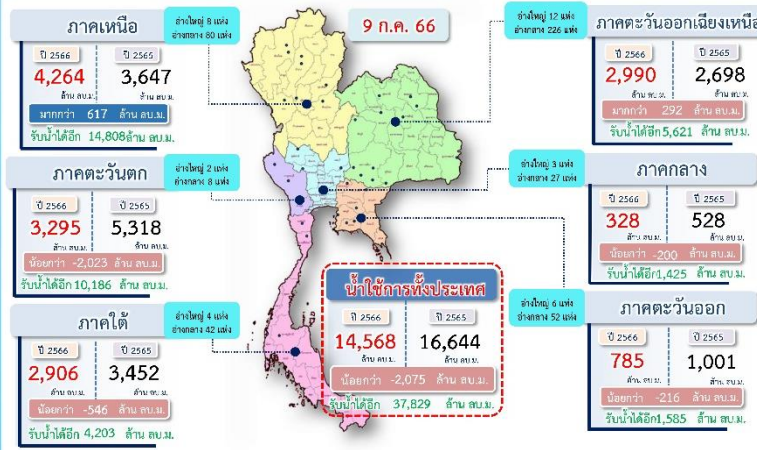 ภาคเหนือ
ปี 2566 ปี 2565
4,264 3,647
ล้าน ลบ.ม. ล้าน ลบ.ม.
มากกว่า 617 ล้าน ลบ.ม.
รับน้ำได้อีก 14,808ล้าน ลบ.ม.
อ่างใหญ่ 8 แห่ง
อ่างกลาง 80 แห่ง
9 ก.ค. 66
อ่างใหญ่ 12 แห่ง
อ่างกลาง 226 แห่ง
ภาคตะวันออกเฉียงเหนือ
ปี 2566 ปี 2565
2,990 2,698
ล้าน ลบ.ม. ล้าน ลบ.ม.
มากกว่า 292 ล้าน ลบ.ม.
รับน้ำได้อีก5,621 ล้าน ลบ.ม.
ภาคตะวันตก
ปี 2566 ปี 2565
3,295 5,318
ล้าน ลบ.ม. ล้าน ลบ.ม.
น้อยกว่า -2,023 ล้าน ลบ.ม.
รับน้ำได้อีก 10,186 ล้าน ลบ.ม.
อ่างใหญ่ 2 แห่ง
อ่างกลาง 8 แห่ง
อ่างใหญ่ 3 แห่ง
อ่างกลาง 27 แห่ง
ภาคกลาง
ปี 2566 ปี 2565
328 528
ล้าน ลบ.ม. ล้าน ลบ.ม.
น้อยกว่า -200 ล้าน ลบ.ม.
รับน้ำได้อีก1,425 ล้าน ลบ.ม.
ภาคใต้
ปี 2566 ปี 2565
2,906 3,452
ล้าน ลบ.ม. ล้าน ลบ.ม.
น้อยกว่า -546 ล้าน ลบ.ม.
รับน้ำได้อีก 4,203 ล้าน ลบ.ม.
อ่างใหญ่ 4 แห่ง
อ่างกลาง 42 แห่ง
น้ำใช้การทั้งประเทศ
ปี 2566 ปี 2565
14,568 16,644
ล้าน ลบ.ม. ล้าน ลบ.ม.
น้อยกว่า -2,075 ล้าน ลบ.ม.
รับน้ำได้อีก 37,829 ล้าน ลบ.ม.
อ่างใหญ่ 6 แห่ง
อ่างกลาง 52 แห่ง
ภาคตะวันออก
ปี 2566 ปี 2565
785 1,001
ล้าน ลบ.ม. ล้าน ลบ.ม.
น้อยกว่า -216 ล้าน ลบ.ม.
รับน้ำได้อีก1,585 ล้าน ลบ.ม.